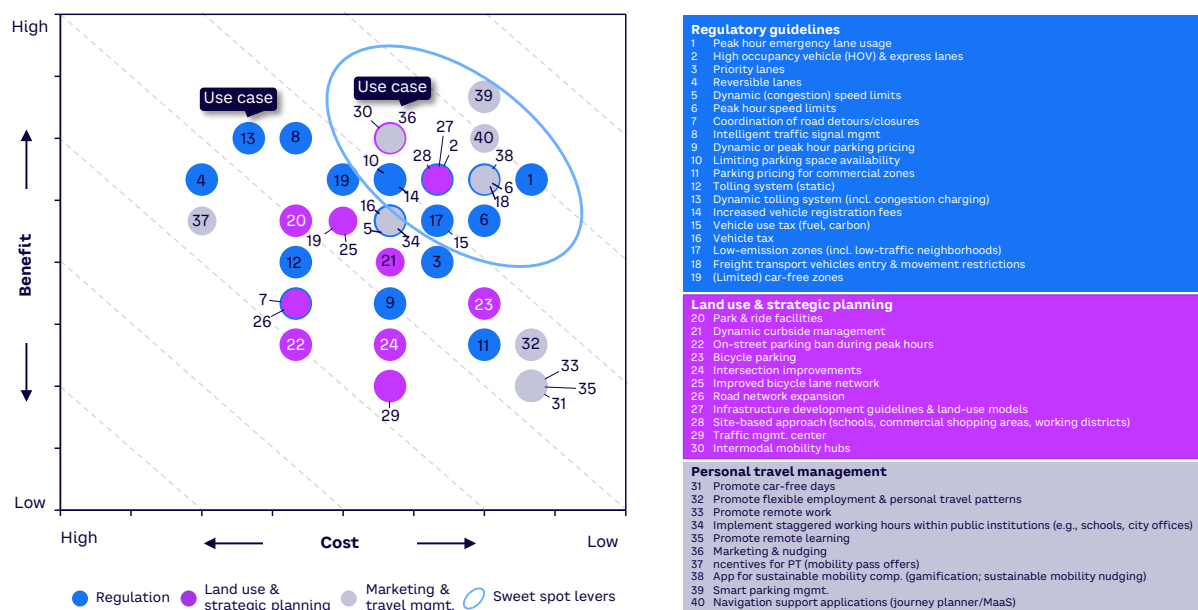 High
Benefit
Low
High
Cost
Low
Use case
Use case
39
30
36
27
40
13
8
28
2
38
10
4
19
14
6
18
1
37
20
19
25
16
5
34
17
15
6
12
21
3
7
26
9
23
22
24
11
32
33
35
31
29
Regulation
Land use &
strategic planning
Marketing &
travel mgmt.
Sweet spot levers
Regulatory guidelines
1 Peak hour emergency lane usage
2 High occupancy vehicle (HOV) & express lanes
3 Priority lanes
4 Reversible lanes
5 Dynamic (congestion) speed limits
6 Peak hour speed limits
7 Coordination of road detours/closures
8 Intelligent traffic signal mgmt
9 Dynamic or peak hour parking pricing
10 Limiting parking space availability
11 Parking pricing for commercial zones
12 Tolling system (static)
13 Dynamic tolling system (incl. congestion charging)
14 Increased vehicle registration fees
15 Vehicle use tax (fuel, carbon)
16 Vehicle tax
17 Low-emission zones (incl. low-traffic neighborhoods)
18 Freight transport vehicles entry & movement restrictions
19 (Limited) car-free zones
Land use & strategic planning
20 Park & ride facilities
21 Dynamic curbside management
22 On-street parking ban during peak hours
23 Bicycle parking
24 Intersection improvements
25 Improved bicycle lane network
26 Road network expansion
27 Infrastructure development guidelines & land-use models
28 Site-based approach (schools, commercial shopping areas, working districts)
29 Traffic mgmt. center
30 Intermodal mobility hubs
Personal travel management
31 Promote car-free days
32 Promote flexible employment & personal travel patterns
33 Promote remote work
34 Implement staggered working hours within public institutions (e.g., schools, city offices)
35 Promote remote learning
36 Marketing & nudging
37 ncentives for PT (mobility pass offers)
38 App for sustainable mobility comp. (gamification; sustainable mobility nudging)
39 Smart parking mgmt.
40 Navigation support applications (journey planner/MaaS)